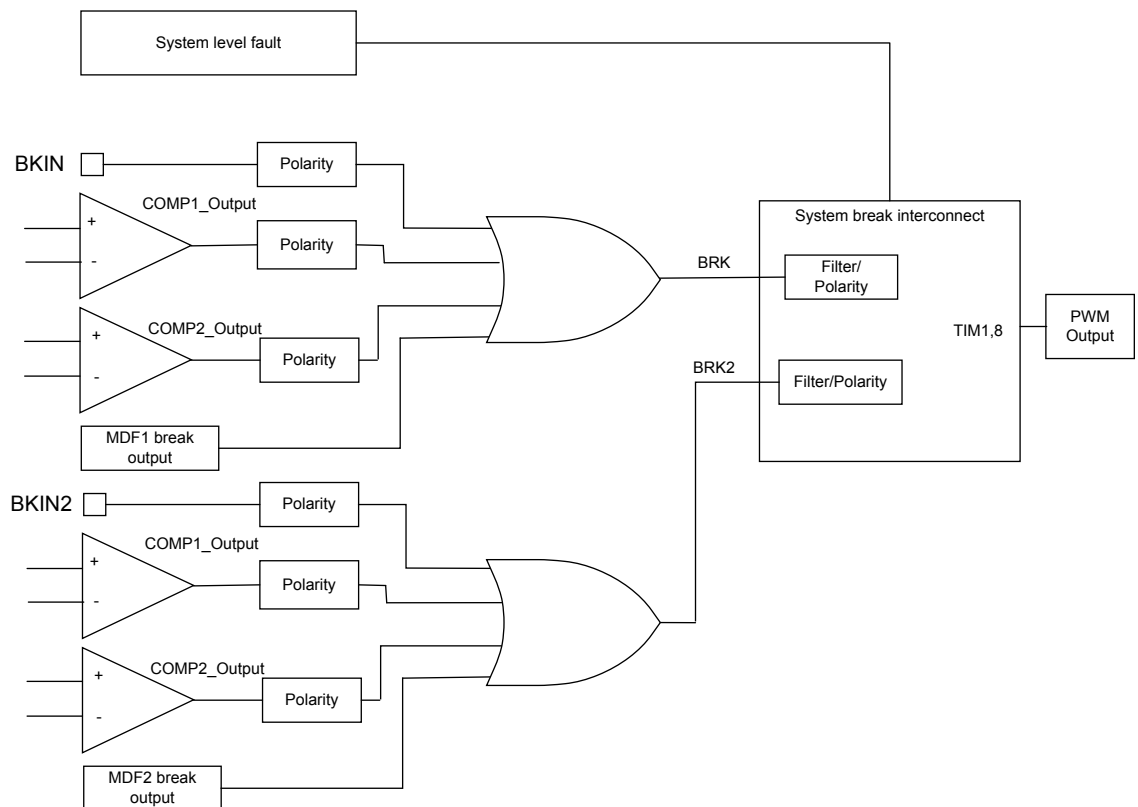 System level fault
BKIN
Polarity
COMP1_Output
+
-
Polarity
COMP2_Output
+
-
Polarity
MDF1 break
output
BRK
System break interconnect
Filter/
Polarity
TIM1,8
PWM
Output
BRK2
Filter/Polarity
BKIN2
Polarity
COMP1_Output
+
-
Polarity
COMP2_Output
+
-
Polarity
MDF2 break
output